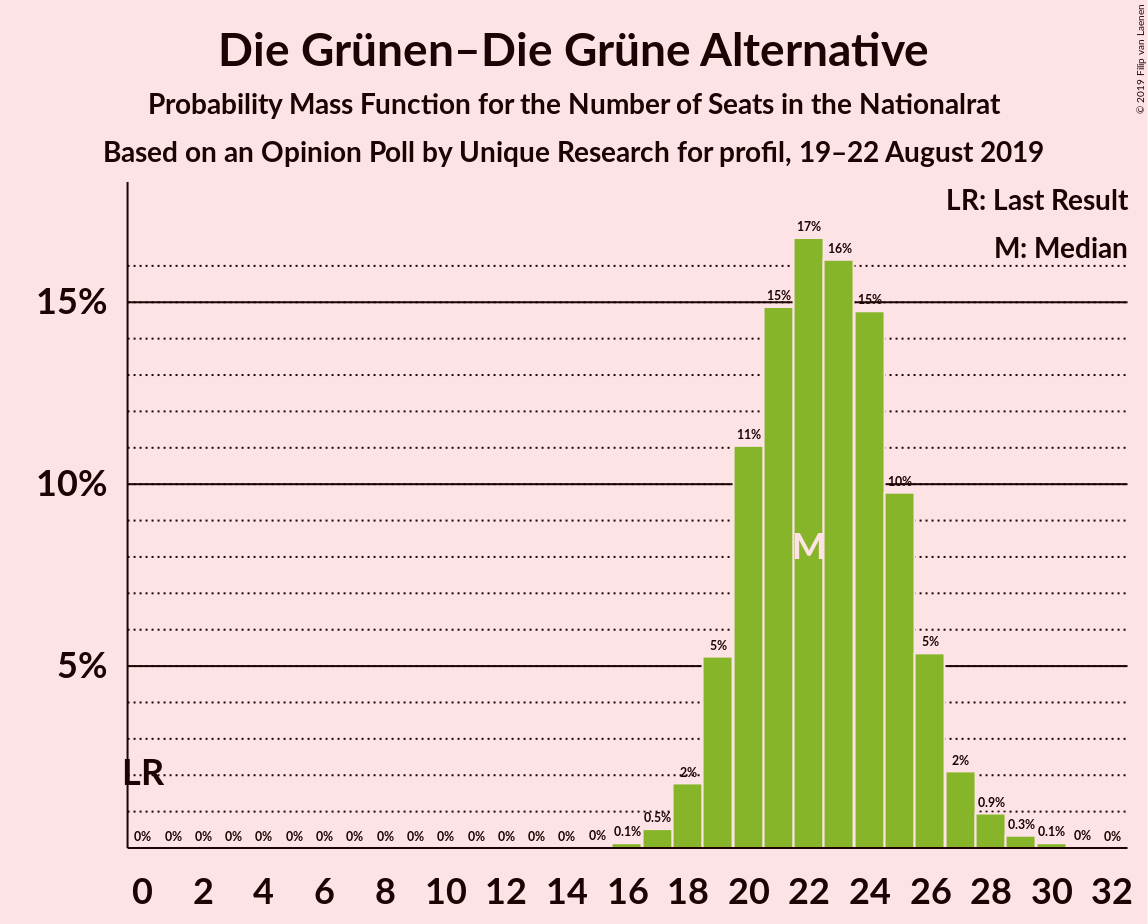 Die Grünen–Die Grüne Alternative
Probability Mass Function for the Number of Seats in the Nationalrat
Based on an Opinion Poll by Unique Research for profil, 19–22 August 2019
© 2019 Filip van Laenen
LR: Last Result
M: Median
17%
16%
15%
15%
15%
11%
10%
10%
M
5%
5%
5%
LR
2%
2%
0.9%
0.5%
0.3%
0% 0% 0% 0% 0% 0% 0% 0% 0% 0% 0% 0% 0% 0% 0% 0% 0.1% 0.1% 0% 0%
0 2 4 6 8 10 12 14 16 18 20 22 24 26 28 30 32